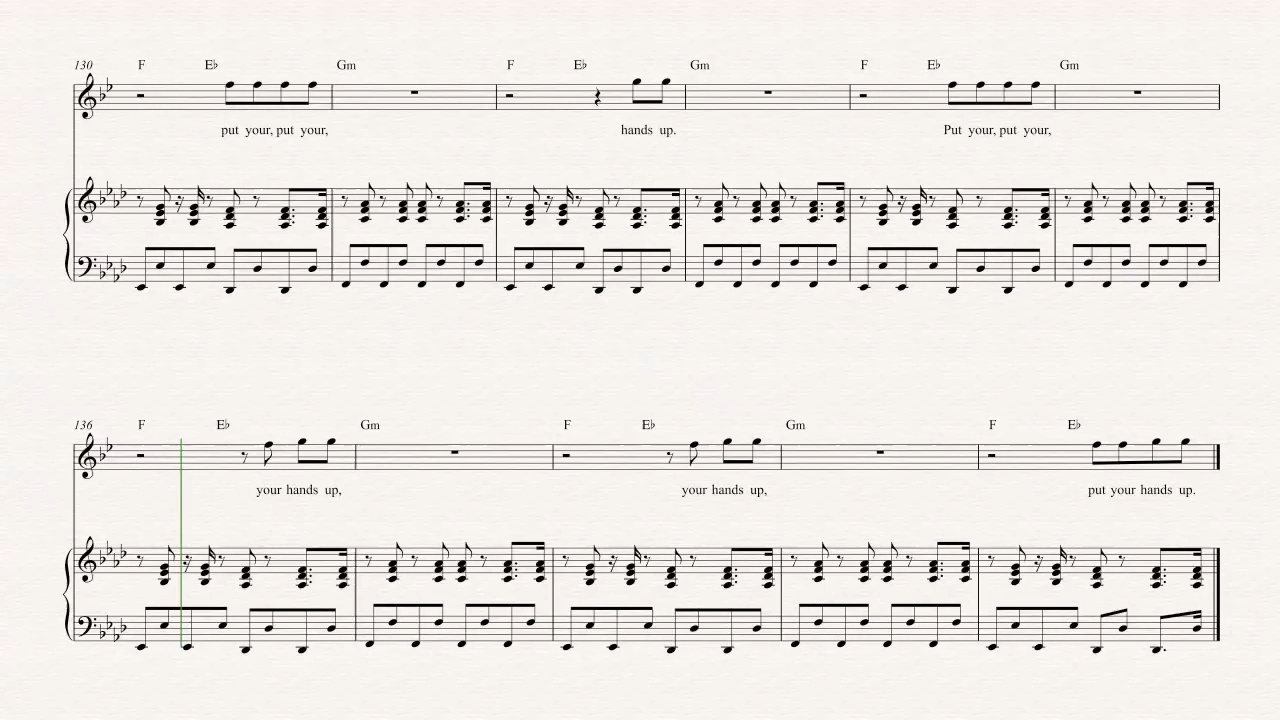 130 F E♭ Gm F E♭ Gm F E♭ Gm
put your, put your, hands up. Put your, put your,
136 F E♭ Gm F E♭ Gm F E♭
your hands up, your hands up, put your hands up.